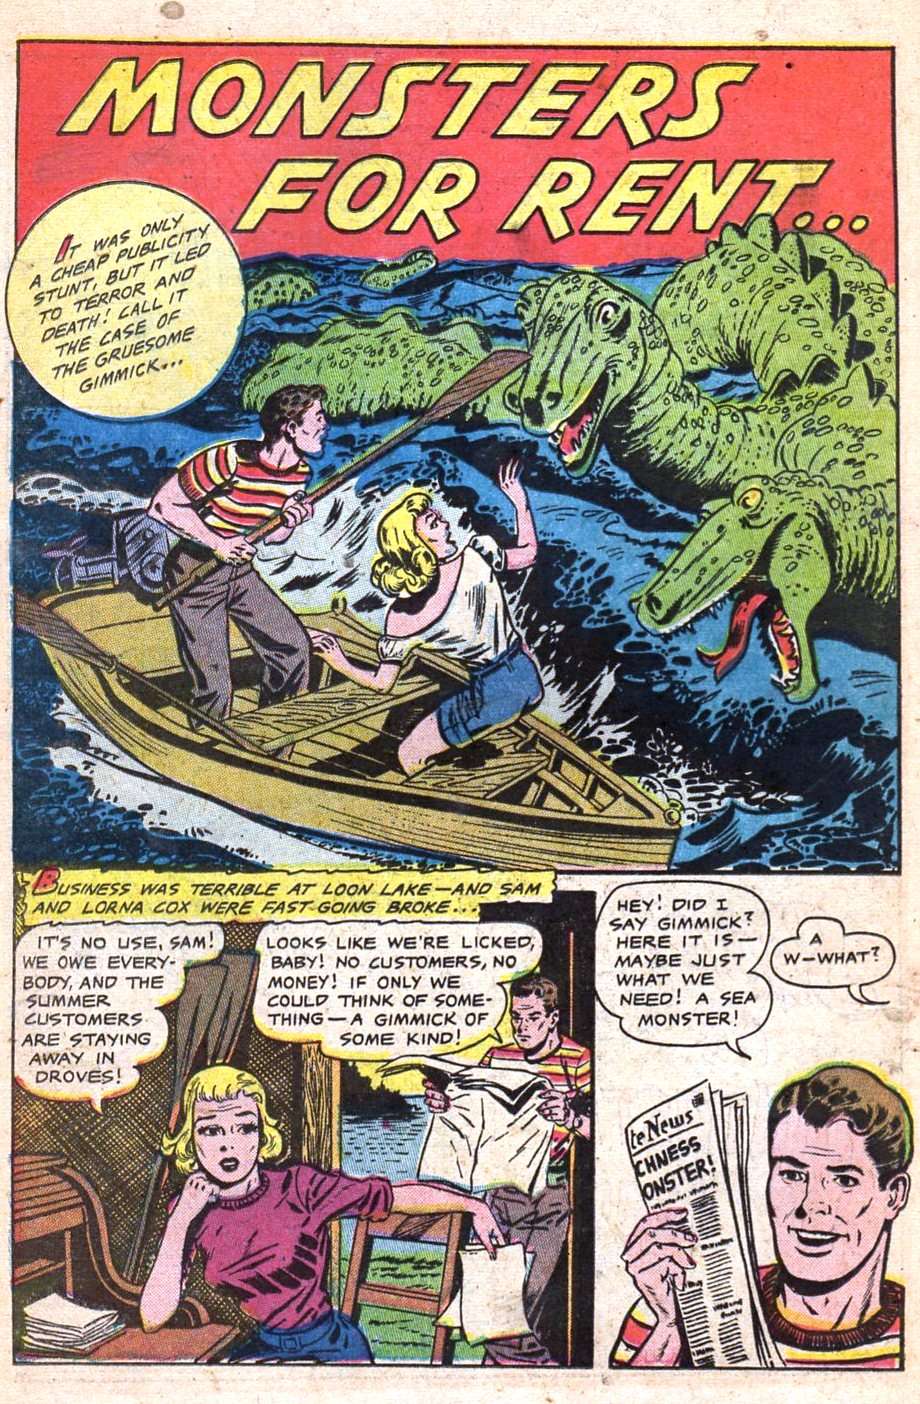 MONSTERS
FOR RENT...
IT WAS ONLY
A CHEAP PUBLICITY
STUNT, BUT IT LED
TO TERROR AND
DEATH! CALL IT
THE CASE OF
THE GRUESOME
GIMMICK...
BUSINESS WAS TERRIBLE AT LOON LAKE—AND SAM
AND LORNA COX WERE FAST GOING BROKE...
IT'S NO USE, SAM!
WE OWE EVERY-
BODY, AND THE
SUMMER
CUSTOMERS
ARE STAYING
AWAY IN
DROVES!
LOOKS LIKE WE'RE LICKED,
BABY! NO CUSTOMERS, NO
MONEY! IF ONLY WE
COULD THINK OF SOME-
THING—A GIMMICK OF
SOME KIND!
HEY! DID I
SAY GIMMICK?
HERE IT IS—
MAYBE JUST
WHAT WE
NEED! A SEA
MONSTER!
A
W—WHAT?
te News
CHNESS
ONSTER!